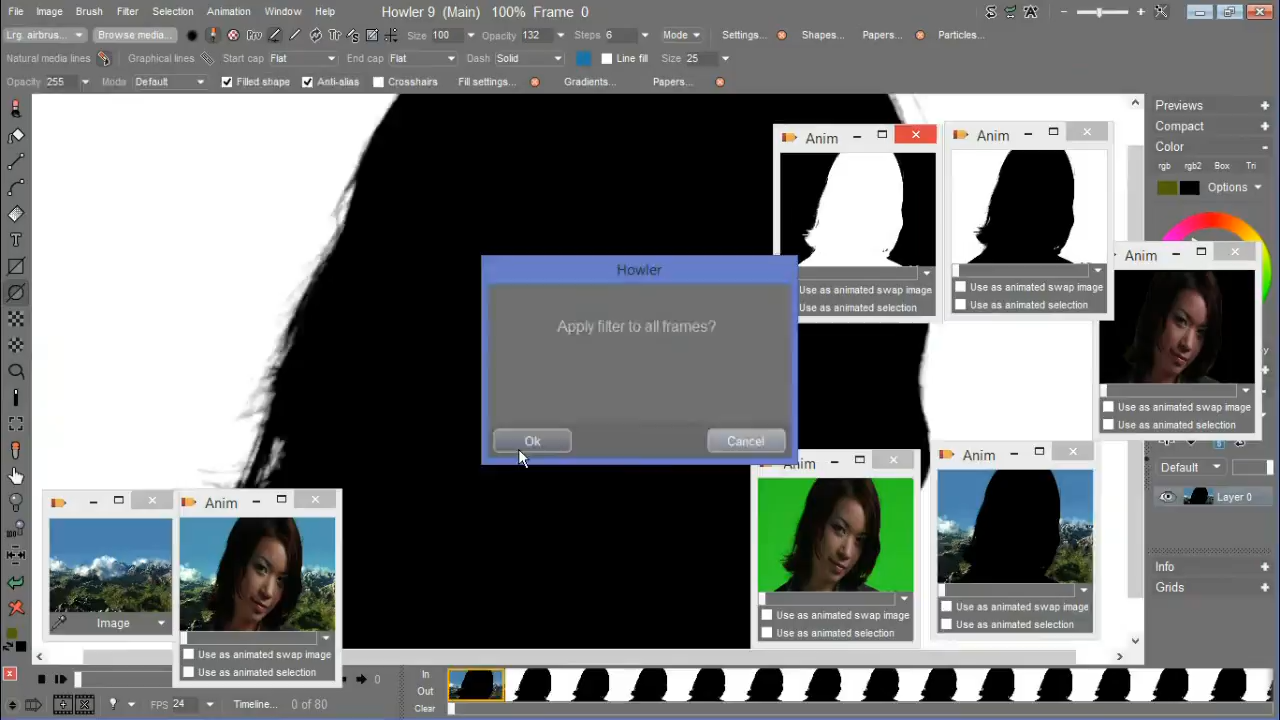 File Image Brush Filter Selection Animation Window Help Howler 9 (Main) 100% Frame 0
Lrg. airbrus... Browse media... Size 100 Opacity 132 Steps 6 Mode Settings... Shapes... Papers... Particles...
Natural media lines Graphical lines Start cap Flat End cap Flat Dash Solid Line fill Size 25
Opacity 255 Mode Default Filled shape Anti-alias Crosshairs Fill settings... Gradients... Papers...
Previews
Compact
Color
rgb rgb2 Box Tri
Options
Anim
Use as animated swap image
Use as animated selection
Anim
Use as animated swap image
Use as animated selection
Anim
Use as animated swap image
Use as animated selection
Howler
Apply filter to all frames?
Ok Cancel
Anim
Use as animated swap image
Use as animated selection
Anim
Use as animated swap image
Use as animated selection
Default
Layer 0
Info
Grids
Image
Anim
Use as animated swap image
Use as animated selection
0
In
Out
Clear
FPS 24 Timeline... 0 of 80